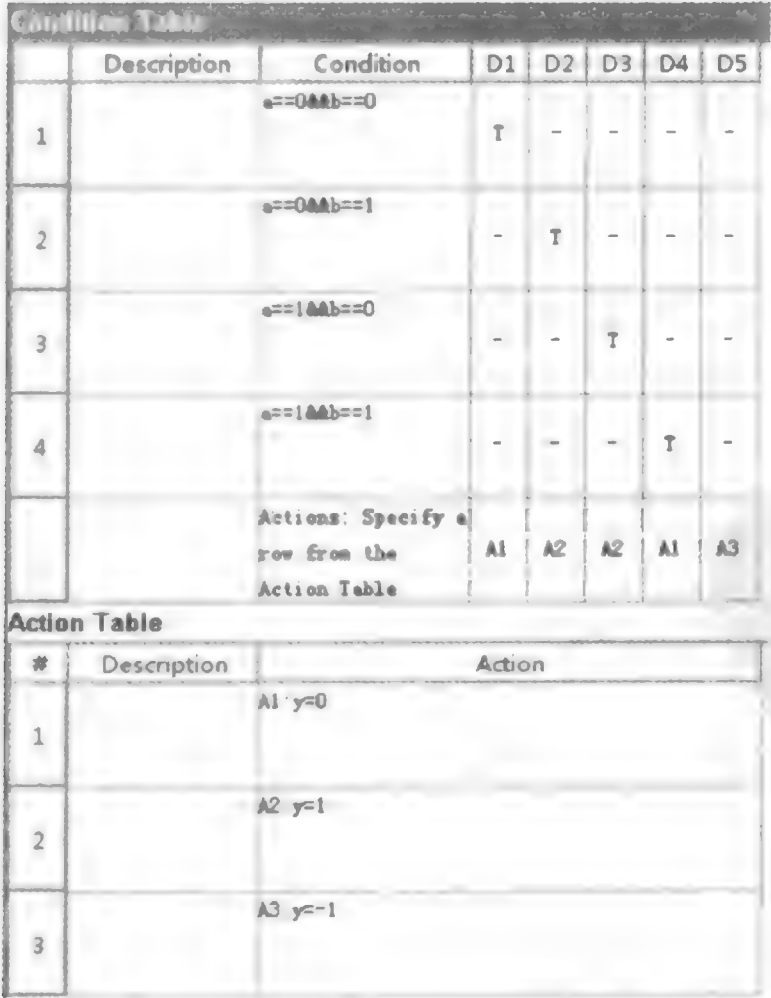 Condition Table
Description Condition D1 D2 D3 D4 D5
1 a==0&&b==0 T - - - -
2 a==0&&b==1 - T - - -
3 a==1&&b==0 - - T - -
4 a==1&&b==1 - - - T -
Actions: Specify a
row from the
Action Table
A1 A2 A2 A1 A3
Action Table
# Description Action
1 A1 y=0
2 A2 y=1
3 A3 y=-1